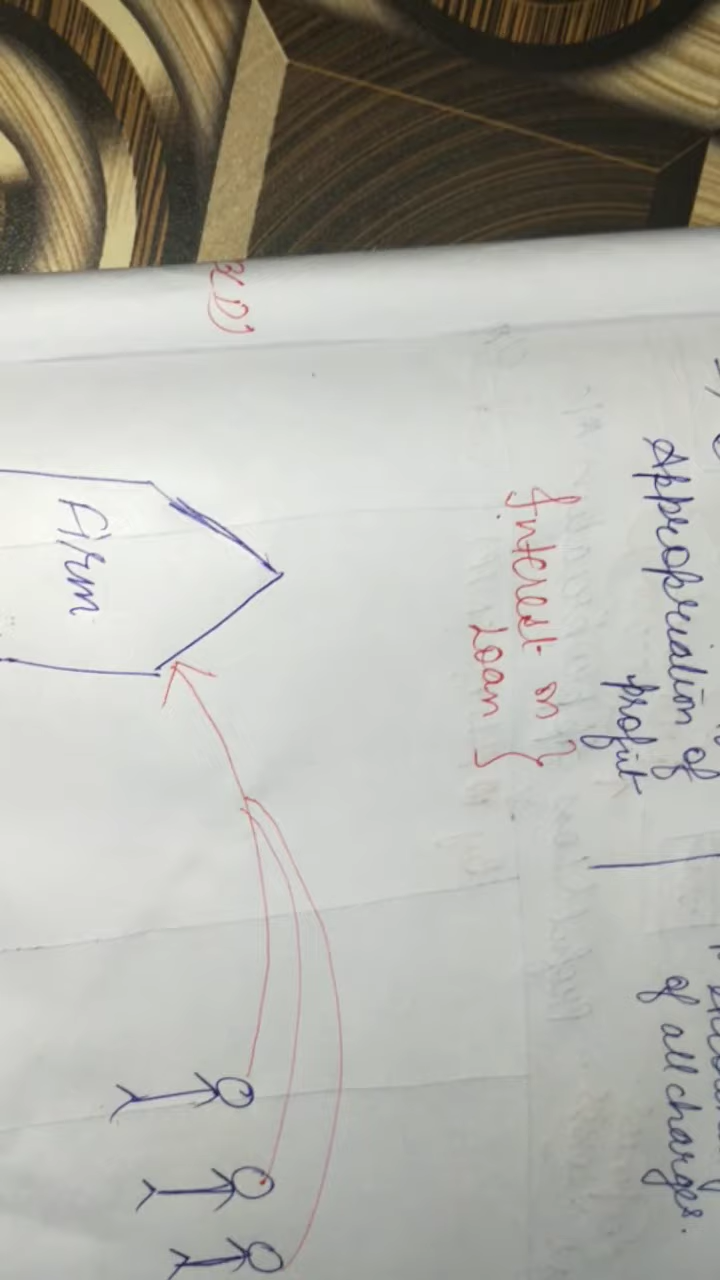 Appropriation of
profit
of all charges.
Interest on
Loan
Firm